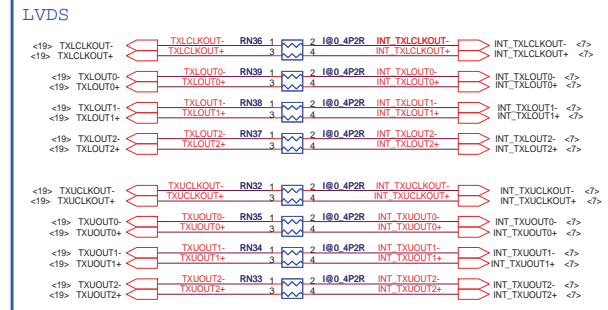 LVDS
<19> TXLCLKOUT- TXLCLKOUT- RN36 1 2 I@0_4P2R INT_TXLCLKOUT- INT_TXLCLKOUT- <7>
<19> TXLCLKOUT+ TXLCLKOUT+ 3 4 INT_TXLCLKOUT+ INT_TXLCLKOUT+ <7>
<19> TXLOUT0- TXLOUT0- RN39 1 2 I@0_4P2R INT_TXLOUT0- INT_TXLOUT0- <7>
<19> TXLOUT0+ TXLOUT0+ 3 4 INT_TXLOUT0+ INT_TXLOUT0+ <7>
<19> TXLOUT1- TXLOUT1- RN38 1 2 I@0_4P2R INT_TXLOUT1- INT_TXLOUT1- <7>
<19> TXLOUT1+ TXLOUT1+ 3 4 INT_TXLOUT1+ INT_TXLOUT1+ <7>
<19> TXLOUT2- TXLOUT2- RN37 1 2 I@0_4P2R INT_TXLOUT2- INT_TXLOUT2- <7>
<19> TXLOUT2+ TXLOUT2+ 3 4 INT_TXLOUT2+ INT_TXLOUT2+ <7>
<19> TXUCLKOUT- TXUCLKOUT- RN32 1 2 I@0_4P2R INT_TXUCLKOUT- INT_TXUCLKOUT- <7>
<19> TXUCLKOUT+ TXUCLKOUT+ 3 4 INT_TXUCLKOUT+ INT_TXUCLKOUT+ <7>
<19> TXUOUT0- TXUOUT0- RN35 1 2 I@0_4P2R INT_TXUOUT0- INT_TXUOUT0- <7>
<19> TXUOUT0+ TXUOUT0+ 3 4 INT_TXUOUT0+ INT_TXUOUT0+ <7>
<19> TXUOUT1- TXUOUT1- RN34 1 2 I@0_4P2R INT_TXUOUT1- INT_TXUOUT1- <7>
<19> TXUOUT1+ TXUOUT1+ 3 4 INT_TXUOUT1+ INT_TXUOUT1+ <7>
<19> TXUOUT2- TXUOUT2- RN33 1 2 I@0_4P2R INT_TXUOUT2- INT_TXUOUT2- <7>
<19> TXUOUT2+ TXUOUT2+ 3 4 INT_TXUOUT2+ INT_TXUOUT2+ <7>